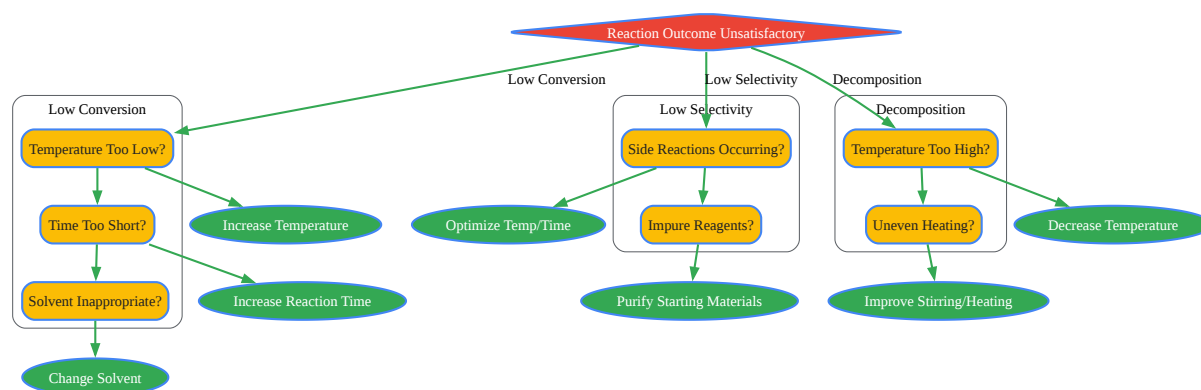 Reaction Outcome Unsatisfactory
Low Conversion
Low Selectivity
Decomposition
Low Conversion
Low Selectivity
Decomposition
Temperature Too Low?
Side Reactions Occurring?
Temperature Too High?
Time Too Short?
Increase Temperature
Optimize Temp/Time
Impure Reagents?
Uneven Heating?
Decrease Temperature
Solvent Inappropriate?
Increase Reaction Time
Purify Starting Materials
Improve Stirring/Heating
Change Solvent